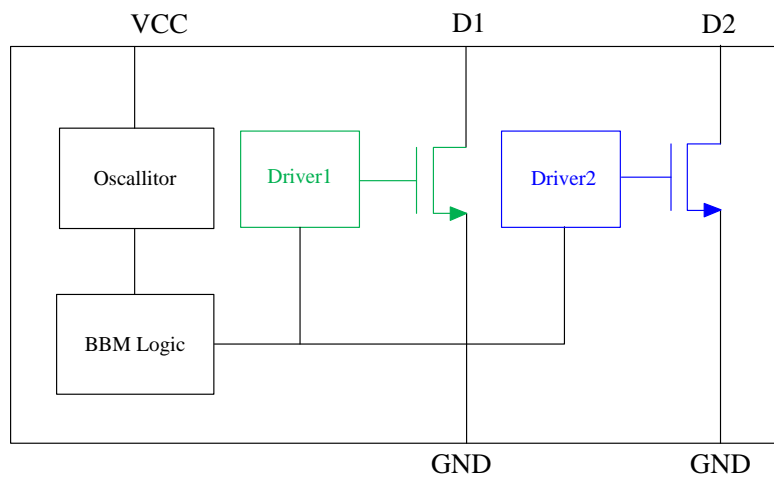 VCC
D1
D2
Oscallitor
Driver1
Driver2
BBM Logic
GND
GND